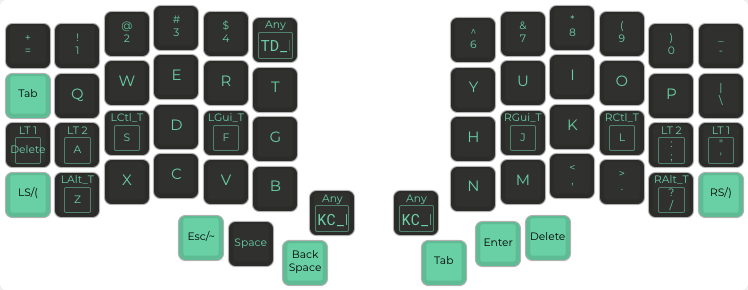 + ! @ # $ Any ^ & * ( ) _
= 1 2 3 4 TD_ 6 7 8 9 0 -
Tab Q W E R T Y U I O P |
\
LT 1 LT 2 LCtl_T D LGui_T G H RGui_T K RCtl_T LT 2 LT 1
Delete A S F J L : "
; '
LS/( LAlt_T X C V B N M < > RAlt_T RS/)
Z , . ?
/
Any Any
KC_ KC_
Esc/~ Space Back Tab Enter Delete
Space